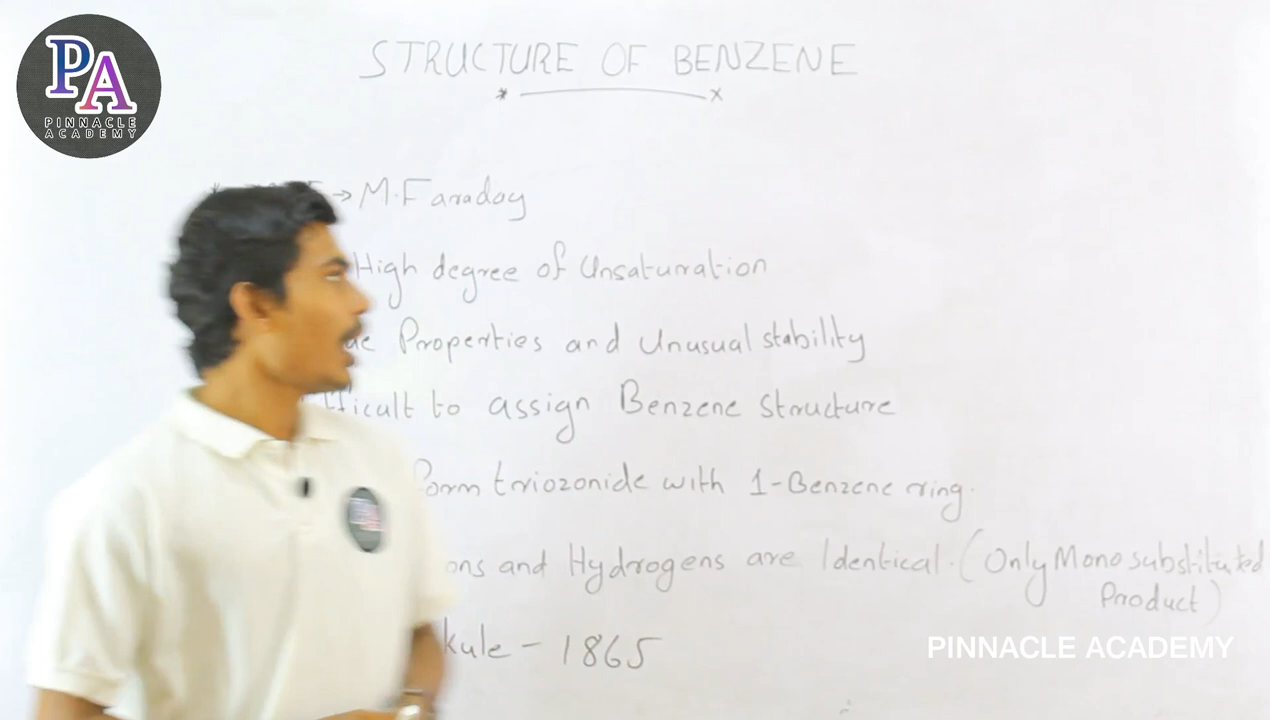 PA
PINNACLE
ACADEMY
STRUCTURE OF BENZENE
→ M. Faraday
High degree of Unsaturation
Properties and Unusual stability
to assign Benzene structure
Form triozonide with 1-Benzene ring.
and Hydrogens are Identical. (Only Mono substituted
Product)
- 1865
PINNACLE ACADEMY